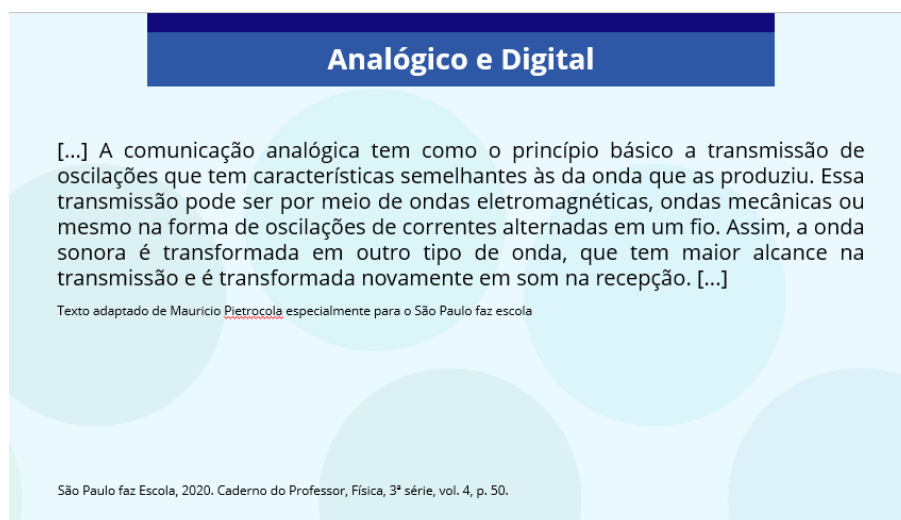 Analógico e Digital
[...] A comunicação analógica tem como o princípio básico a transmissão de
oscilações que tem características semelhantes às da onda que as produziu. Essa
transmissão pode ser por meio de ondas eletromagnéticas, ondas mecânicas ou
mesmo na forma de oscilações de correntes alternadas em um fio. Assim, a onda
sonora é transformada em outro tipo de onda, que tem maior alcance na
transmissão e é transformada novamente em som na recepção. [...]
Texto adaptado de Mauricio Pietrocola especialmente para o São Paulo faz escola
São Paulo faz Escola, 2020. Caderno do Professor, Física, 3ª série, vol. 4, p. 50.